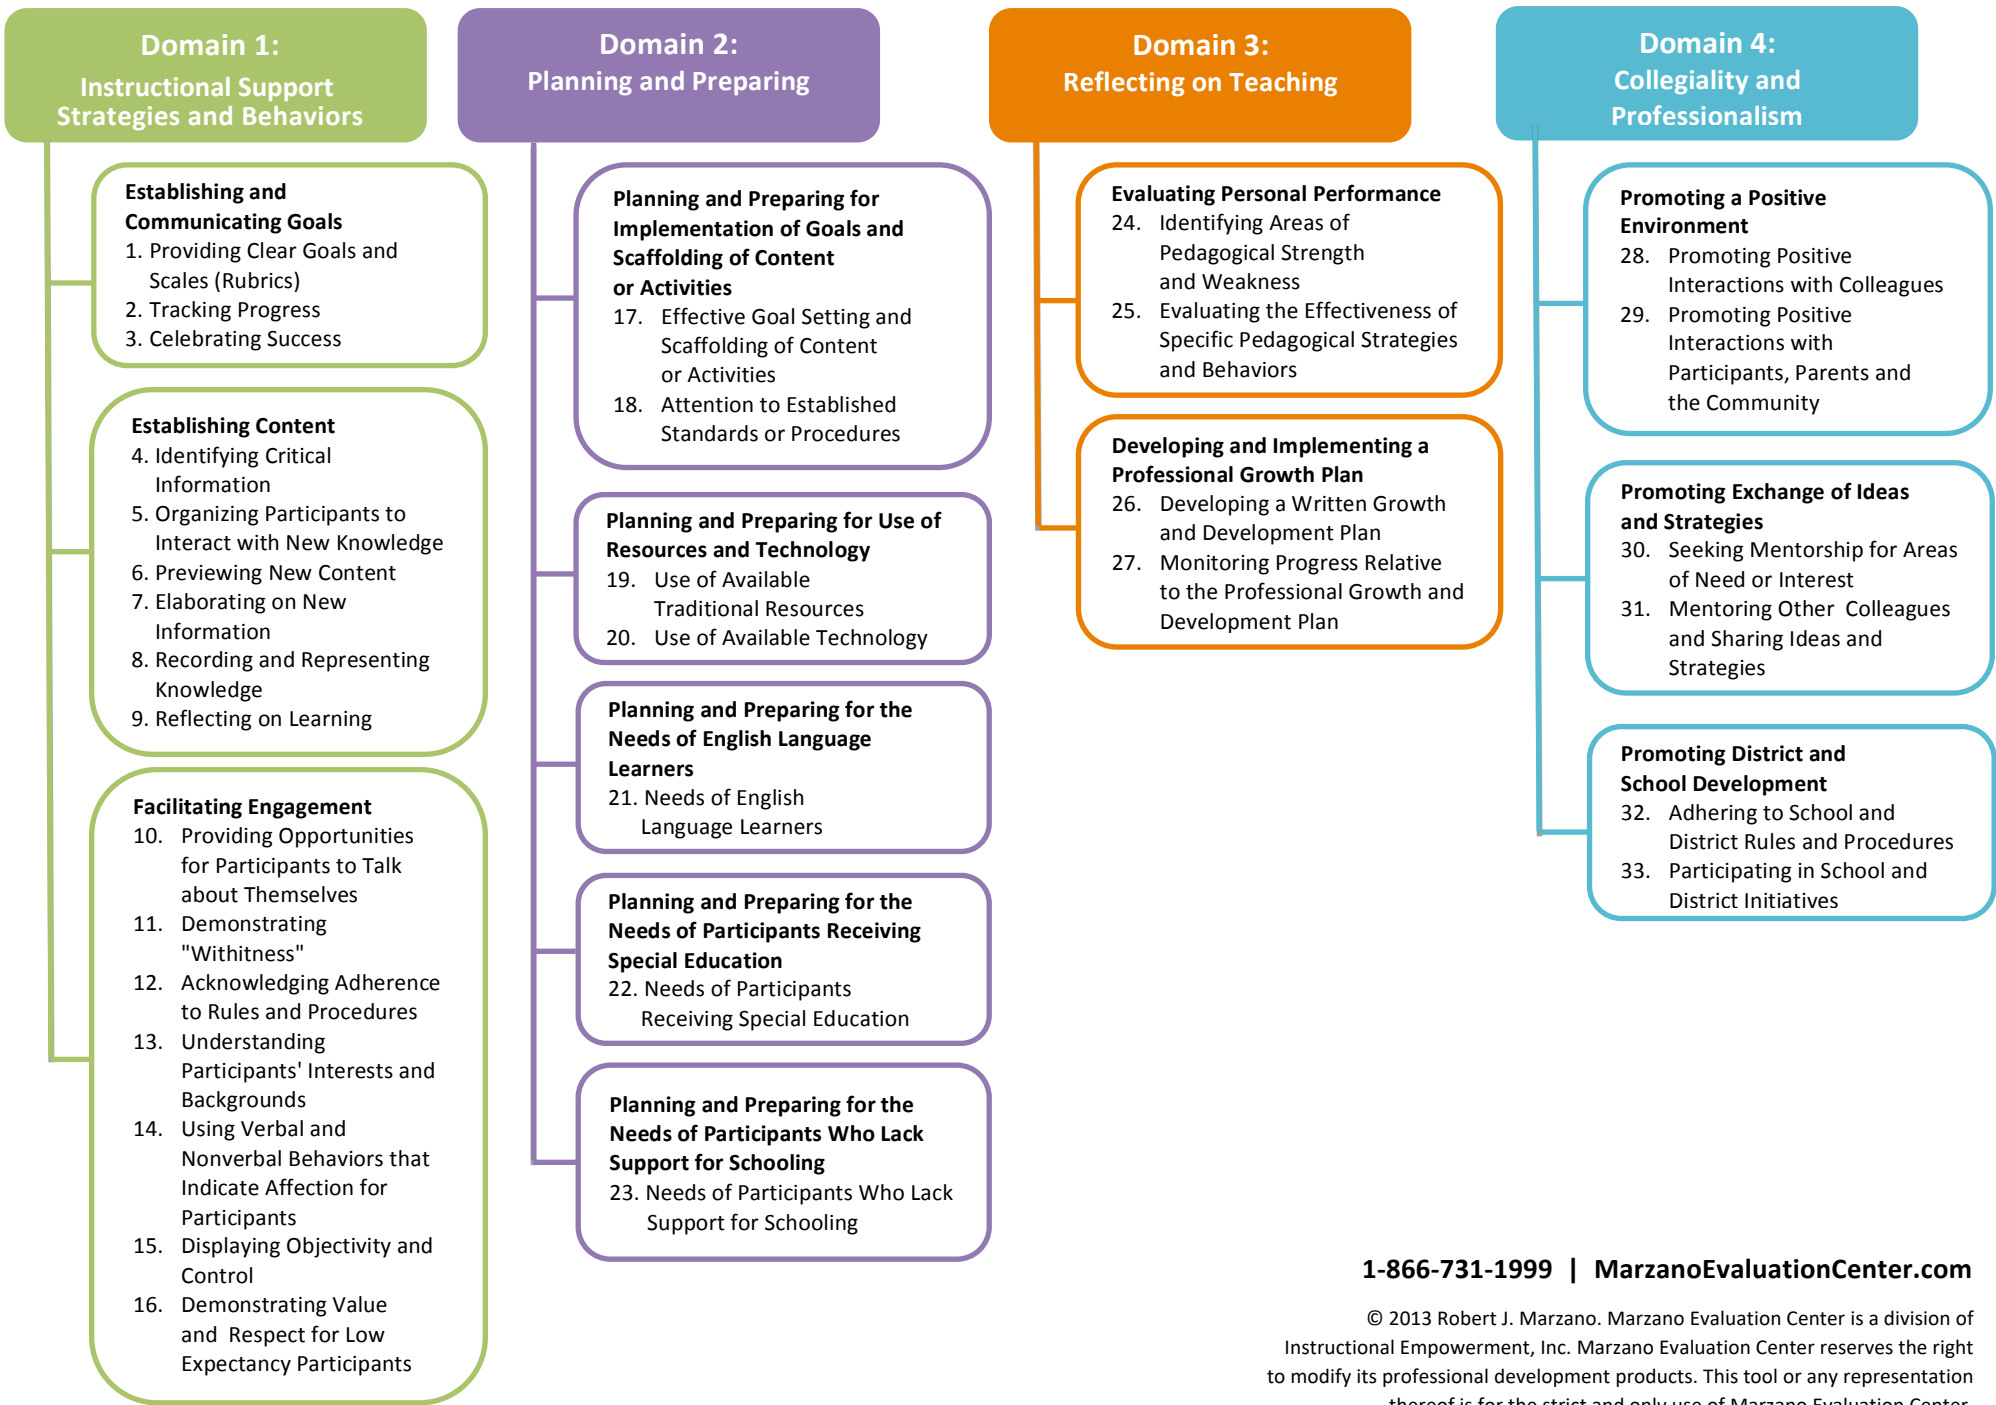 Domain 1:
Instructional Support
Strategies and Behaviors
Establishing and
Communicating Goals
1. Providing Clear Goals and
Scales (Rubrics)
2. Tracking Progress
3. Celebrating Success
Establishing Content
4. Identifying Critical
Information
5. Organizing Participants to
Interact with New Knowledge
6. Previewing New Content
7. Elaborating on New
Information
8. Recording and Representing
Knowledge
9. Reflecting on Learning
Facilitating Engagement
10. Providing Opportunities
for Participants to Talk
about Themselves
11. Demonstrating
"Withitness"
12. Acknowledging Adherence
to Rules and Procedures
13. Understanding
Participants' Interests and
Backgrounds
14. Using Verbal and
Nonverbal Behaviors that
Indicate Affection for
Participants
15. Displaying Objectivity and
Control
16. Demonstrating Value
and Respect for Low
Expectancy Participants
Domain 2:
Planning and Preparing
Planning and Preparing for
Implementation of Goals and
Scaffolding of Content
or Activities
17. Effective Goal Setting and
Scaffolding of Content
or Activities
18. Attention to Established
Standards or Procedures
Planning and Preparing for Use of
Resources and Technology
19. Use of Available
Traditional Resources
20. Use of Available Technology
Planning and Preparing for the
Needs of English Language
Learners
21. Needs of English
Language Learners
Planning and Preparing for the
Needs of Participants Receiving
Special Education
22. Needs of Participants
Receiving Special Education
Planning and Preparing for the
Needs of Participants Who Lack
Support for Schooling
23. Needs of Participants Who Lack
Support for Schooling
Domain 3:
Reflecting on Teaching
Evaluating Personal Performance
24. Identifying Areas of
Pedagogical Strength
and Weakness
25. Evaluating the Effectiveness of
Specific Pedagogical Strategies
and Behaviors
Developing and Implementing a
Professional Growth Plan
26. Developing a Written Growth
and Development Plan
27. Monitoring Progress Relative
to the Professional Growth and
Development Plan
Domain 4:
Collegiality and
Professionalism
Promoting a Positive
Environment
28. Promoting Positive
Interactions with Colleagues
29. Promoting Positive
Interactions with
Participants, Parents and
the Community
Promoting Exchange of Ideas
and Strategies
30. Seeking Mentorship for Areas
of Need or Interest
31. Mentoring Other Colleagues
and Sharing Ideas and
Strategies
Promoting District and
School Development
32. Adhering to School and
District Rules and Procedures
33. Participating in School and
District Initiatives
1-866-731-1999 | MarzanoEvaluationCenter.com
© 2013 Robert J. Marzano. Marzano Evaluation Center is a division of
Instructional Empowerment, Inc. Marzano Evaluation Center reserves the right
to modify its professional development products. This tool or any representation
thereof is for the strict and only use of Marzano Evaluation Center.